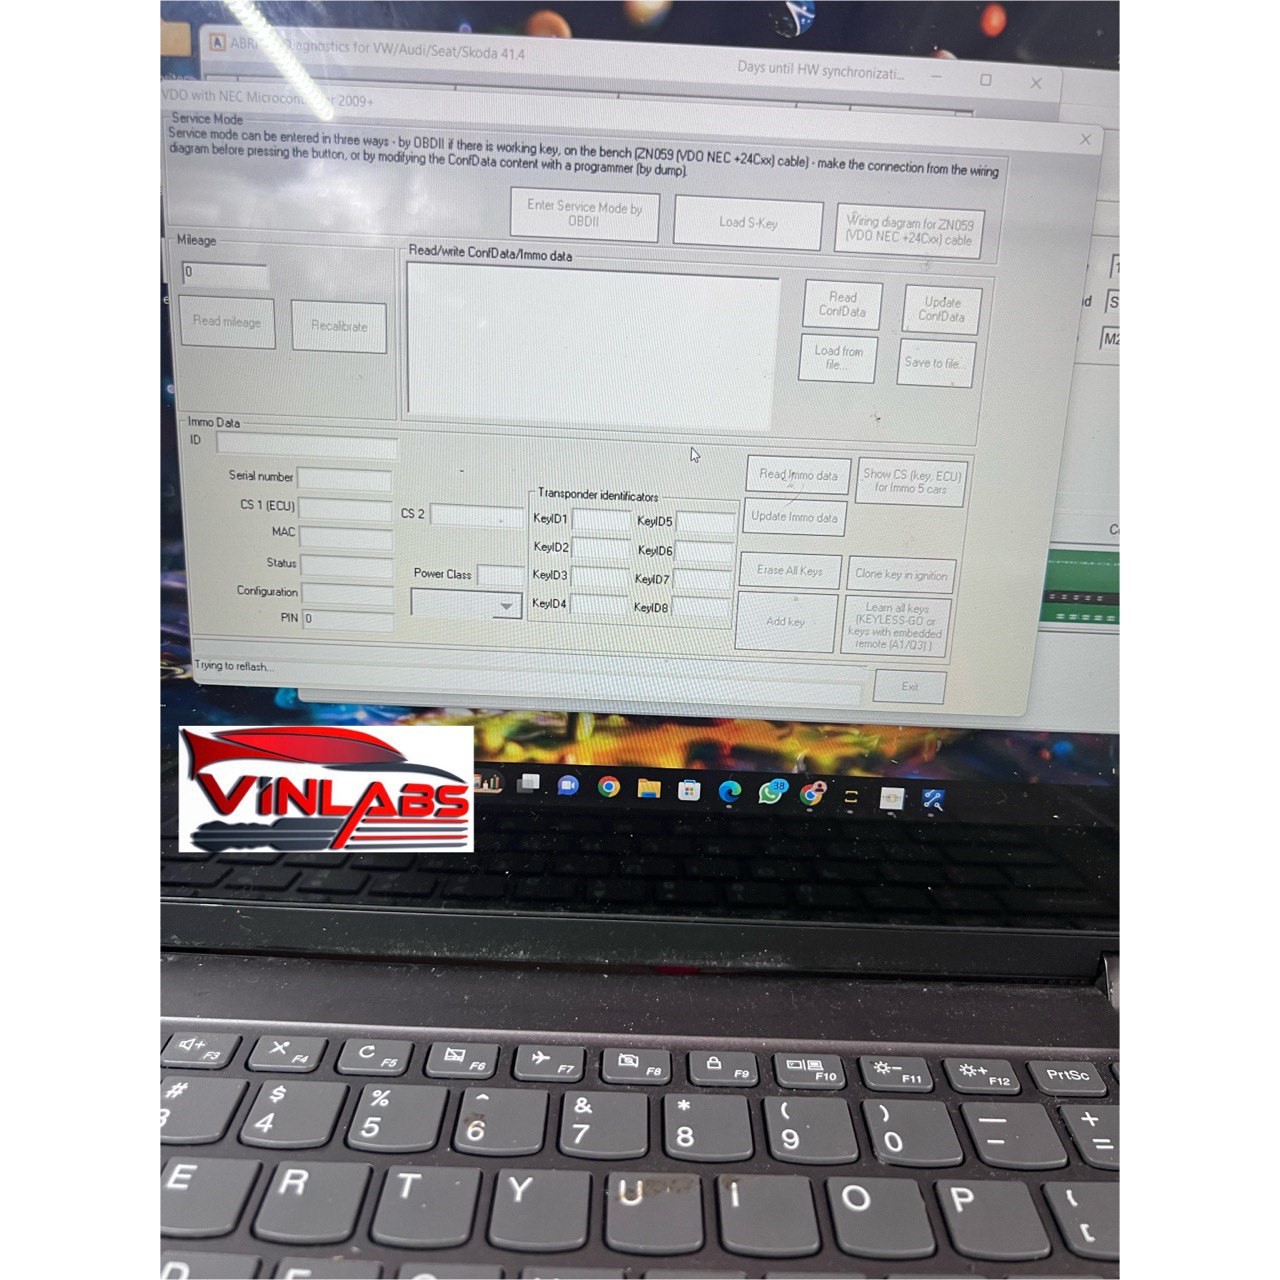 Diagnostics for VW/Audi/Seat/Skoda 41.4
Days until HW synchronizati...
VDO with NEC 2009+
Service Mode
Service mode can be entered in three ways - by OBDII if there is working key, on the bench (ZN059 (VDO NEC +24Cxx) cable) - make the connection from the wiring
diagram before pressing the button, or by modifying the ConfData content with a programmer (by dump).
Enter Service Mode by
OBDII
Load S-Key
Wiring diagram for ZN059
(VDO NEC +24Cxx) cable
Mileage
0
Read mileage
Recalibrate
Read/write ConfData/Immo data
Read
ConfData
Update
ConfData
Load from
file...
Save to file...
Immo Data
ID
Serial number
CS 1 (ECU)
MAC
Status
Configuration
PIN 0
CS 2
Power Class
Transponder identificators
KeyID1
KeyID2
KeyID3
KeyID4
KeyID5
KeyID6
KeyID7
KeyID8
Read Immo data
Show CS (key, ECU)
for Immo 5 cars
Update Immo data
Erase All Keys
Clone key in ignition
Add key
Learn all keys
(KEYLESS-GO or
keys with embedded
remote (A1/Q3) )
Trying to reflash...
Exit
VINLABS
38
F3 F4 F5 F6 F7 F8 F9 F10 F11 F12 PrtSc
# $ % ^ & * ( ) — +
3 4 5 6 7 8 9 0 - =
E R T Y U I O P